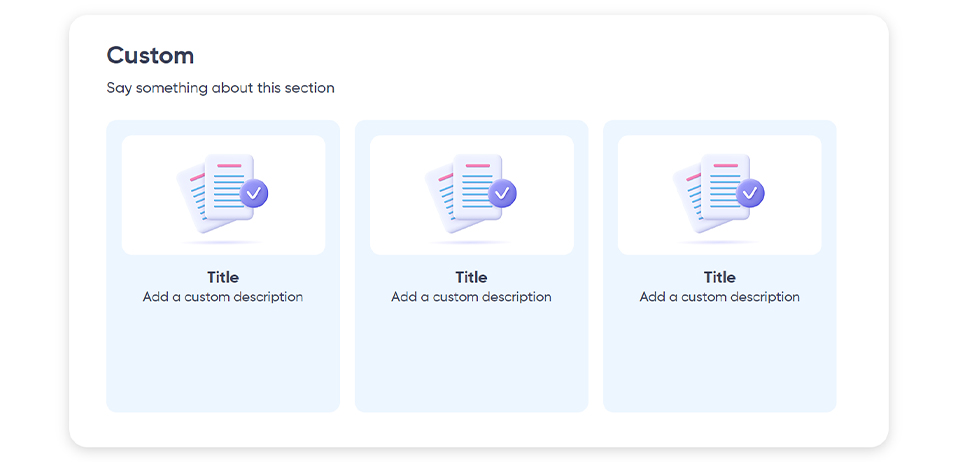 Custom
Say something about this section
Title
Add a custom description
Title
Add a custom description
Title
Add a custom description